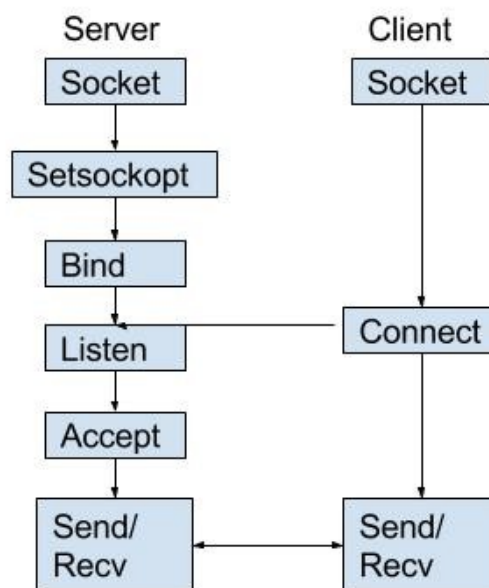 Server
Client
Socket
Socket
Setsockopt
Bind
Listen
Connect
Accept
Send/
Recv
Send/
Recv